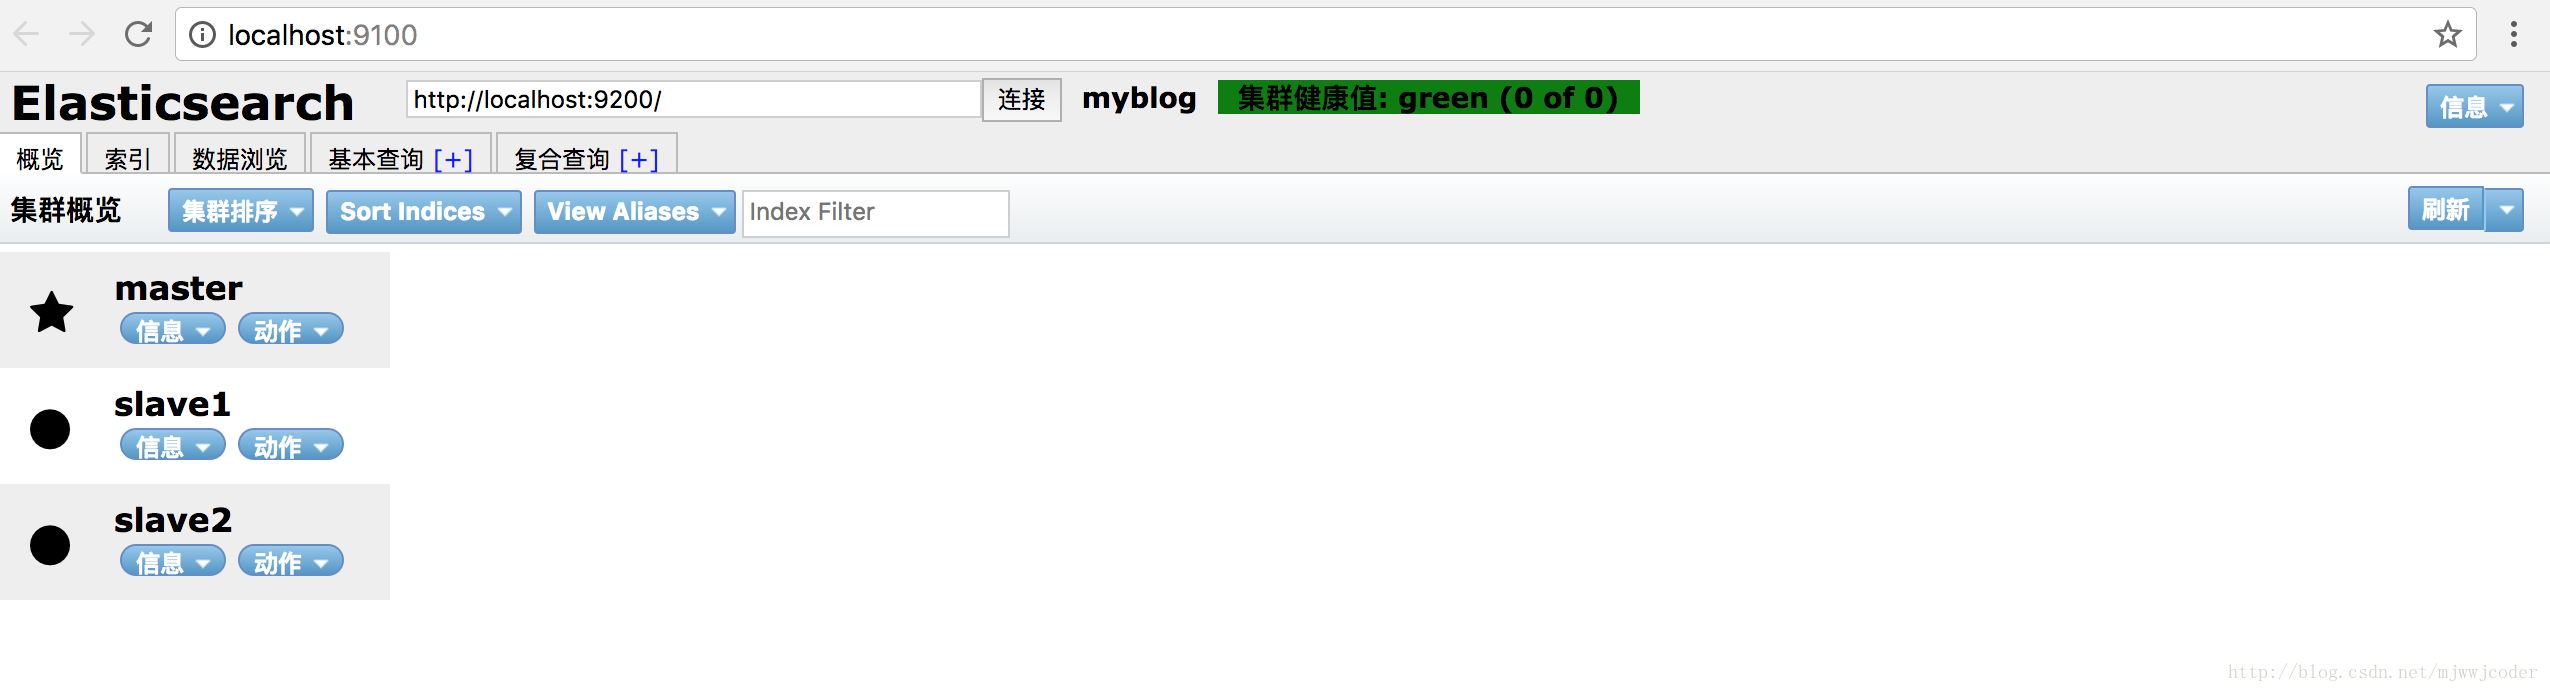 localhost:9100
Elasticsearch http://localhost:9200/ 连接 myblog 集群健康值: green (0 of 0) 信息
概览 索引 数据浏览 基本查询 [+] 复合查询 [+]
集群概览 集群排序 Sort Indices View Aliases Index Filter 刷新
master
信息 动作
slave1
信息 动作
slave2
信息 动作
http://blog.csdn.net/mjwwjcoder